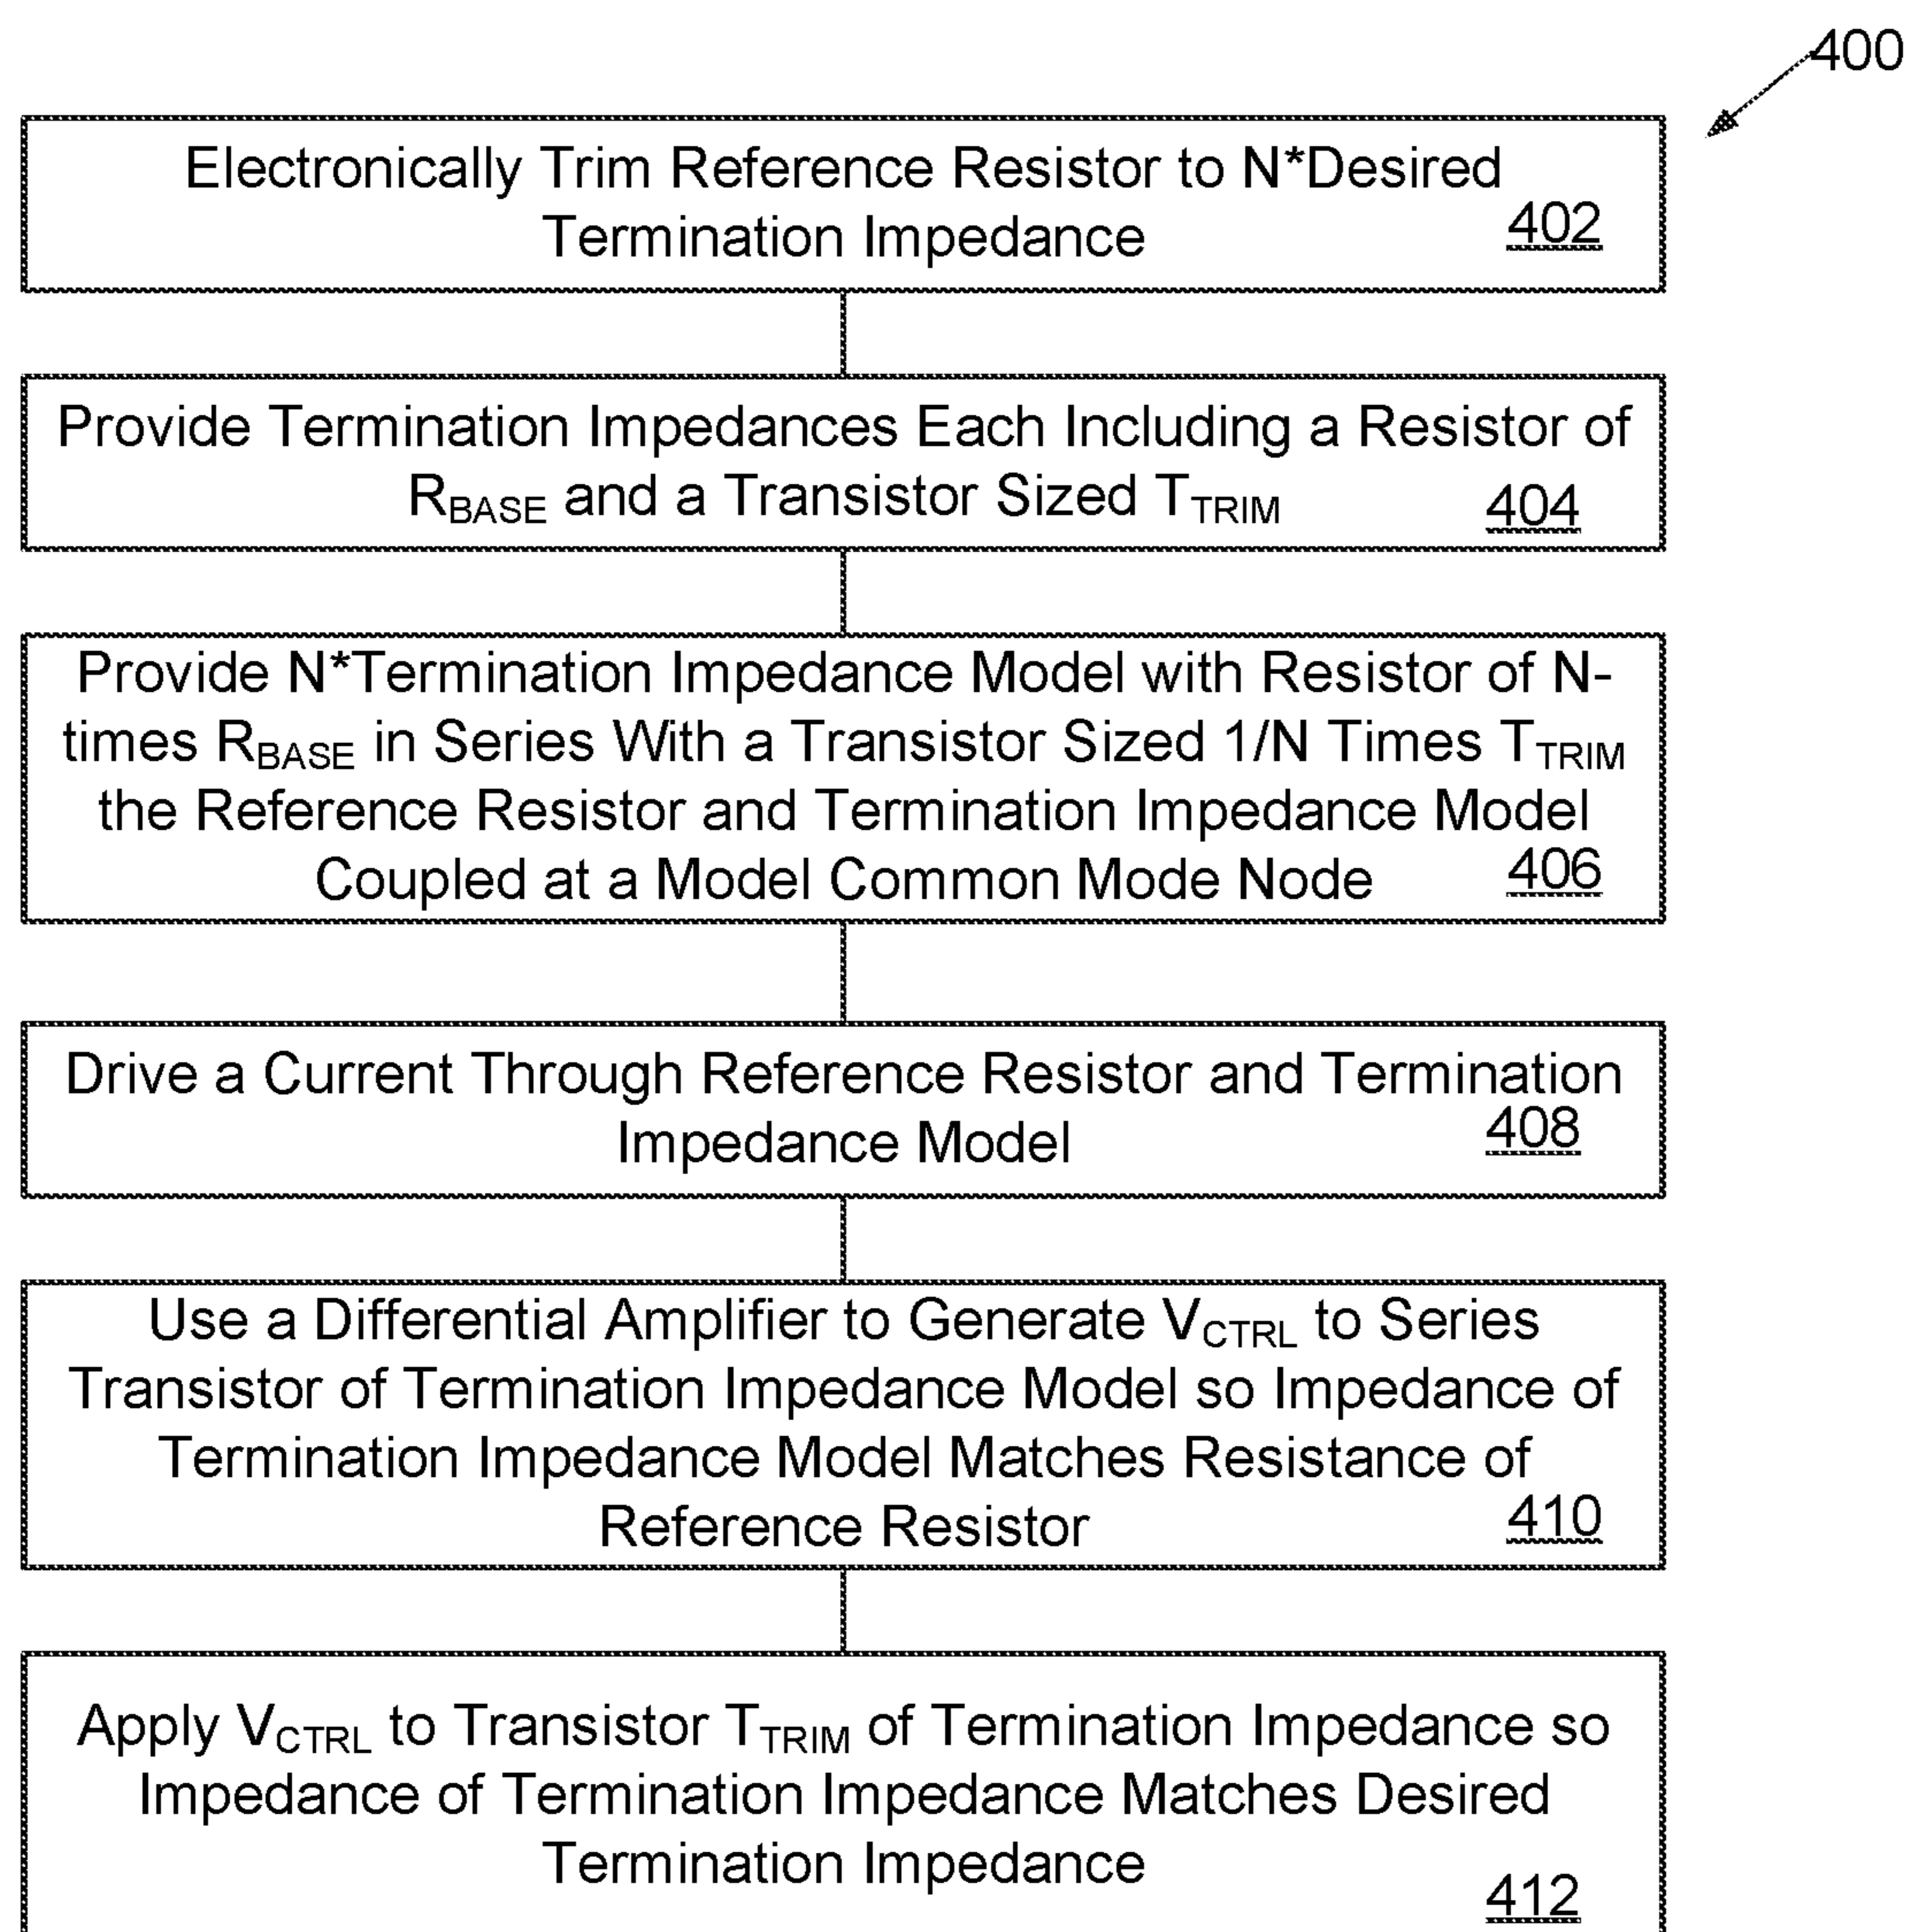 400
Electronically Trim Reference Resistor to N*Desired
Termination Impedance
402
Provide Termination Impedances Each Including a Resistor of
RBASE and a Transistor Sized TTRIM
404
Provide N*Termination Impedance Model with Resistor of N-
times RBASE in Series With a Transistor Sized 1/N Times TTRIM
the Reference Resistor and Termination Impedance Model
Coupled at a Model Common Mode Node
406
Drive a Current Through Reference Resistor and Termination
Impedance Model
408
Use a Differential Amplifier to Generate VCTRL to Series
Transistor of Termination Impedance Model so Impedance of
Termination Impedance Model Matches Resistance of
Reference Resistor
410
Apply VCTRL to Transistor TTRIM of Termination Impedance so
Impedance of Termination Impedance Matches Desired
Termination Impedance
412